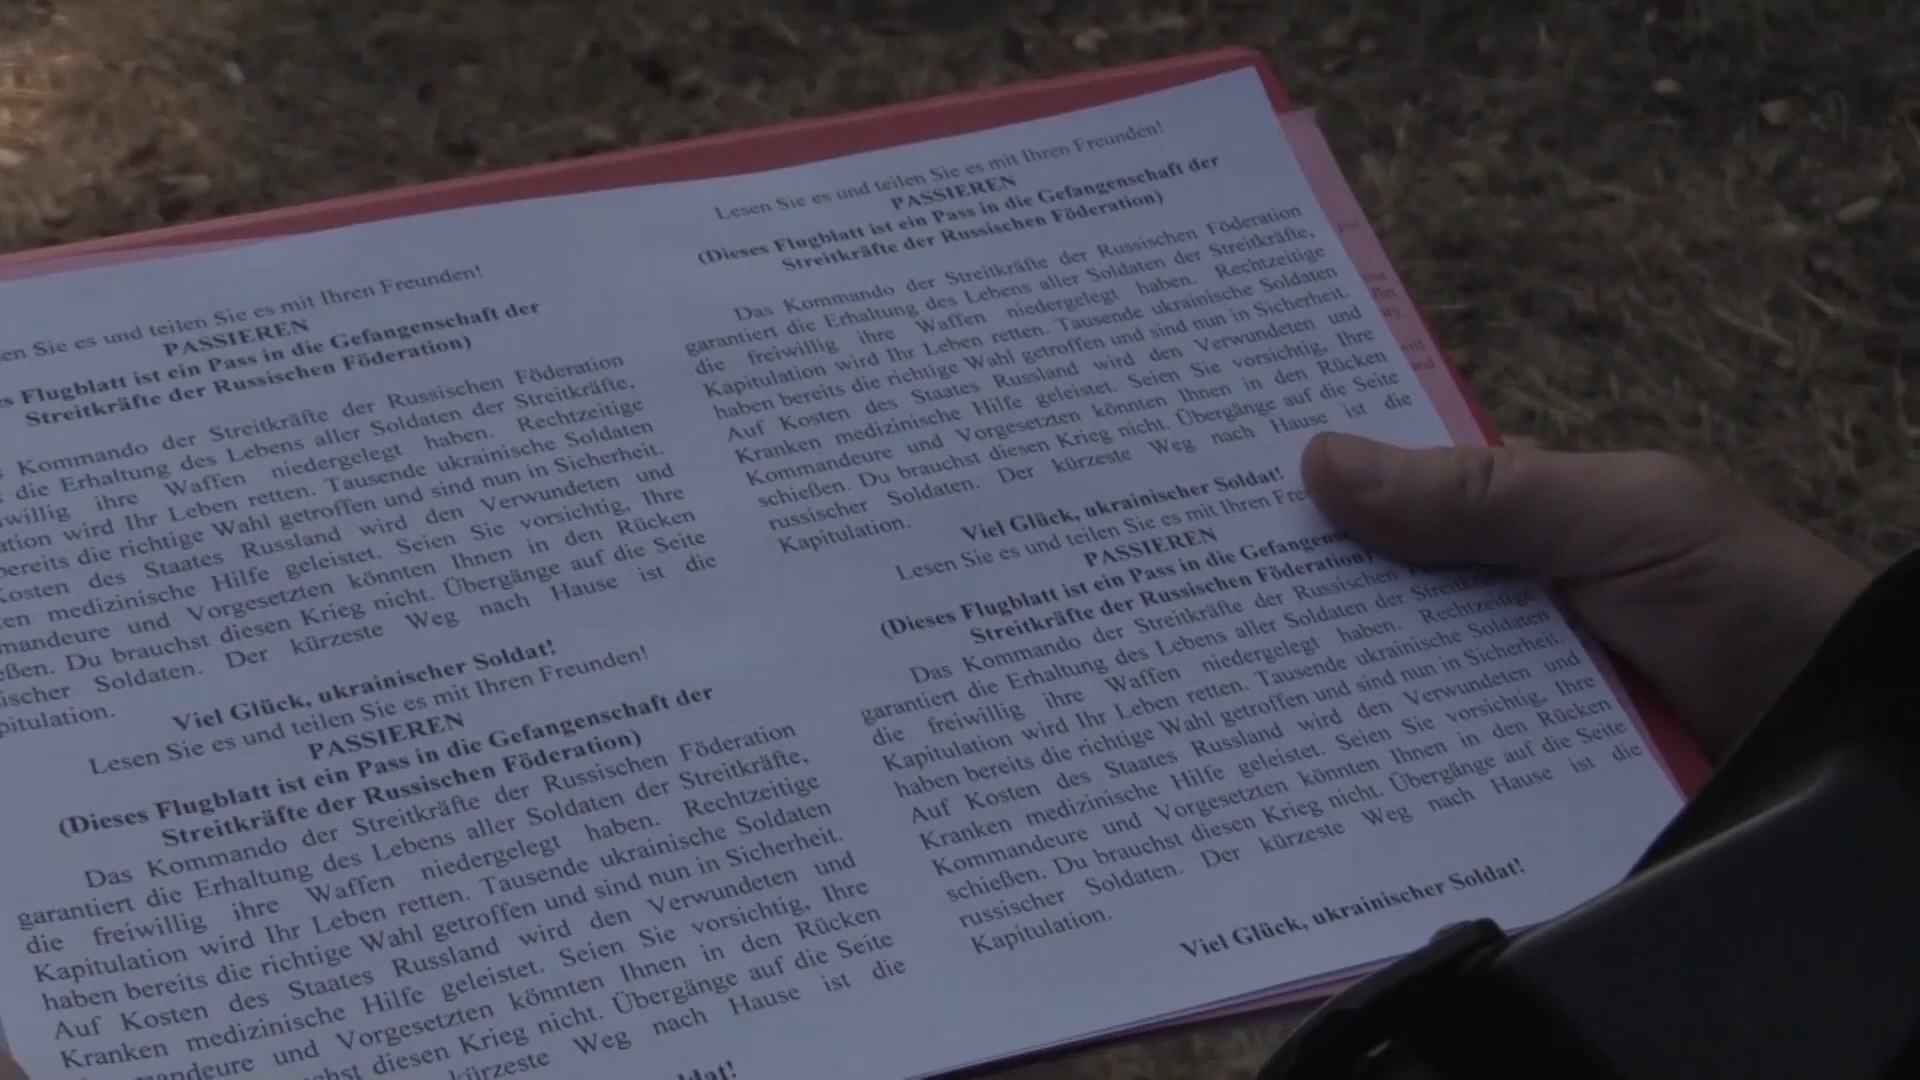 en Sie es und teilen Sie es mit Ihren Freunden!
PASSIEREN
s Flugblatt ist ein Pass in die Gefangenschaft der
Streitkräfte der Russischen Föderation)
Kommando der Streitkräfte der Russischen Föderation
die Erhaltung des Lebens aller Soldaten der Streitkräfte,
willig ihre Waffen niedergelegt haben. Rechtzeitige
ation wird Ihr Leben retten. Tausende ukrainische Soldaten
bereits die richtige Wahl getroffen und sind nun in Sicherheit.
Kosten des Staates Russland wird den Verwundeten und
en medizinische Hilfe geleistet. Seien Sie vorsichtig, Ihre
mandeure und Vorgesetzten könnten Ihnen in den Rücken
eßen. Du brauchst diesen Krieg nicht. Übergänge auf die Seite
ischer Soldaten. Der kürzeste Weg nach Hause ist die
pitulation.
Viel Glück, ukrainischer Soldat!
Lesen Sie es und teilen Sie es mit Ihren Freunden!
PASSIEREN
(Dieses Flugblatt ist ein Pass in die Gefangenschaft der
Streitkräfte der Russischen Föderation)
Das Kommando der Streitkräfte der Russischen Föderation
garantiert die Erhaltung des Lebens aller Soldaten der Streitkräfte,
die freiwillig ihre Waffen niedergelegt haben. Rechtzeitige
Kapitulation wird Ihr Leben retten. Tausende ukrainische Soldaten
haben bereits die richtige Wahl getroffen und sind nun in Sicherheit.
Auf Kosten des Staates Russland wird den Verwundeten und
Kranken medizinische Hilfe geleistet. Seien Sie vorsichtig, Ihre
mandeure und Vorgesetzten könnten Ihnen in den Rücken
chst diesen Krieg nicht. Übergänge auf die Seite
kürzeste Weg nach Hause ist die
ldat!
Lesen Sie es und teilen Sie es mit Ihren Freunden!
PASSIEREN
(Dieses Flugblatt ist ein Pass in die Gefangenschaft der
Streitkräfte der Russischen Föderation)
Das Kommando der Streitkräfte der Russischen Föderation
garantiert die Erhaltung des Lebens aller Soldaten der Streitkräfte,
die freiwillig ihre Waffen niedergelegt haben. Rechtzeitige
Kapitulation wird Ihr Leben retten. Tausende ukrainische Soldaten
haben bereits die richtige Wahl getroffen und sind nun in Sicherheit.
Auf Kosten des Staates Russland wird den Verwundeten und
Kranken medizinische Hilfe geleistet. Seien Sie vorsichtig, Ihre
Kommandeure und Vorgesetzten könnten Ihnen in den Rücken
schießen. Du brauchst diesen Krieg nicht. Übergänge auf die Seite
russischer Soldaten. Der kürzeste Weg nach Hause ist die
Kapitulation.
Viel Glück, ukrainischer Soldat!
Lesen Sie es und teilen Sie es mit Ihren Fre
PASSIEREN
(Dieses Flugblatt ist ein Pass in die Gefangens
Streitkräfte der Russischen Föderation)
Das Kommando der Streitkräfte der Russischen
garantiert die Erhaltung des Lebens aller Soldaten der Streitkräfte,
die freiwillig ihre Waffen niedergelegt haben. Rechtzeitige
Kapitulation wird Ihr Leben retten. Tausende ukrainische Soldaten
haben bereits die richtige Wahl getroffen und sind nun in Sicherheit.
Auf Kosten des Staates Russland wird den Verwundeten und
Kranken medizinische Hilfe geleistet. Seien Sie vorsichtig, Ihre
Kommandeure und Vorgesetzten könnten Ihnen in den Rücken
schießen. Du brauchst diesen Krieg nicht. Übergänge auf die Seite
russischer Soldaten. Der kürzeste Weg nach Hause ist die
Kapitulation.
Viel Glück, ukrainischer Soldat!